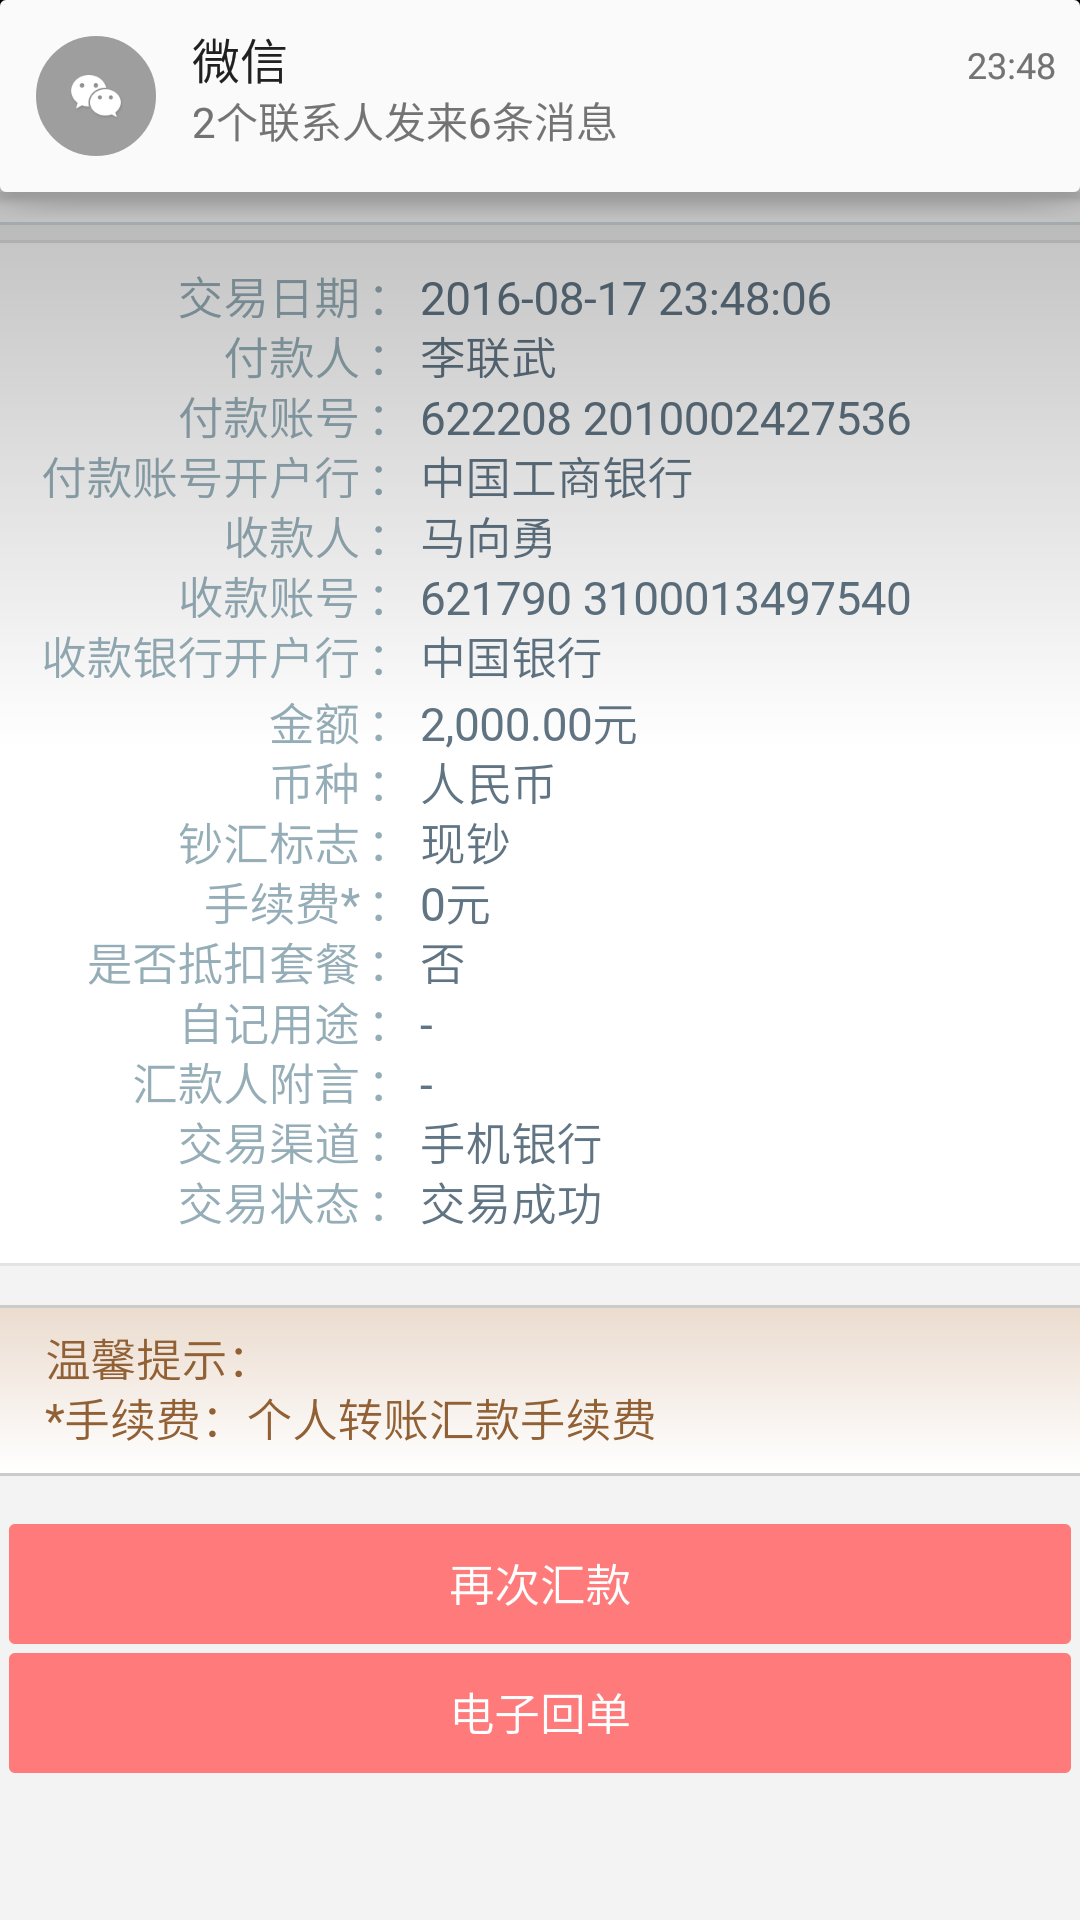 微信
23:48
2个联系人发来6条消息
交易日期： 2016-08-17 23:48:06
付款人： 李联武
付款账号： 622208 2010002427536
付款账号开户行： 中国工商银行
收款人： 马向勇
收款账号： 621790 3100013497540
收款银行开户行： 中国银行
金额： 2,000.00元
币种： 人民币
钞汇标志： 现钞
手续费*： 0元
是否抵扣套餐： 否
自记用途： -
汇款人附言： -
交易渠道： 手机银行
交易状态： 交易成功
温馨提示：
*手续费：个人转账汇款手续费
再次汇款
电子回单